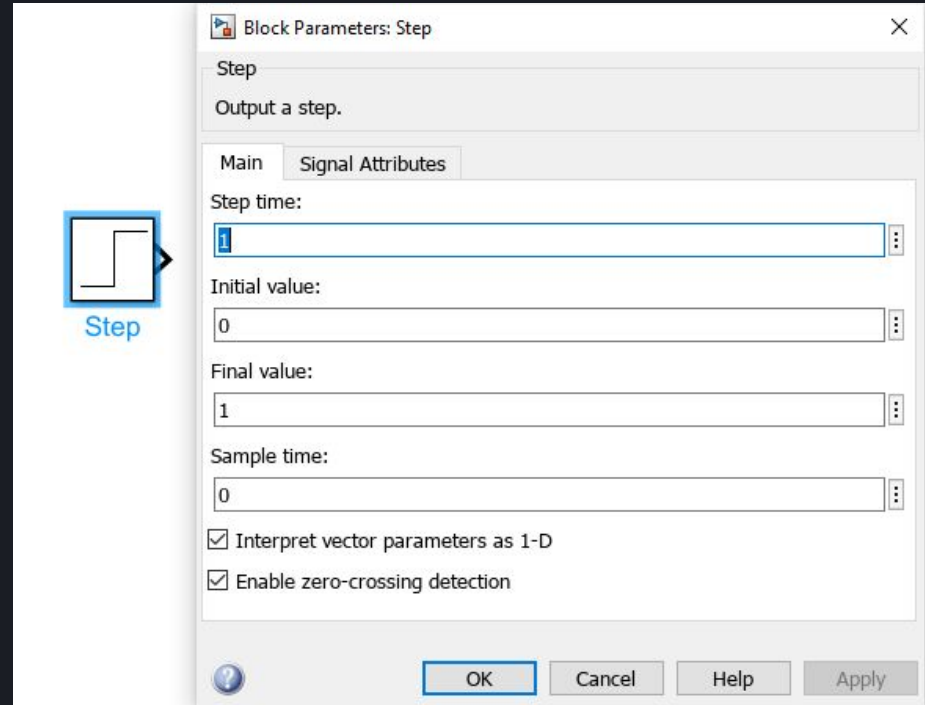 Block Parameters: Step
Step
Output a step.
Main
Signal Attributes
Step time:
1
Initial value:
0
Final value:
1
Sample time:
0
Interpret vector parameters as 1-D
Enable zero-crossing detection
?
OK
Cancel
Help
Apply
Step